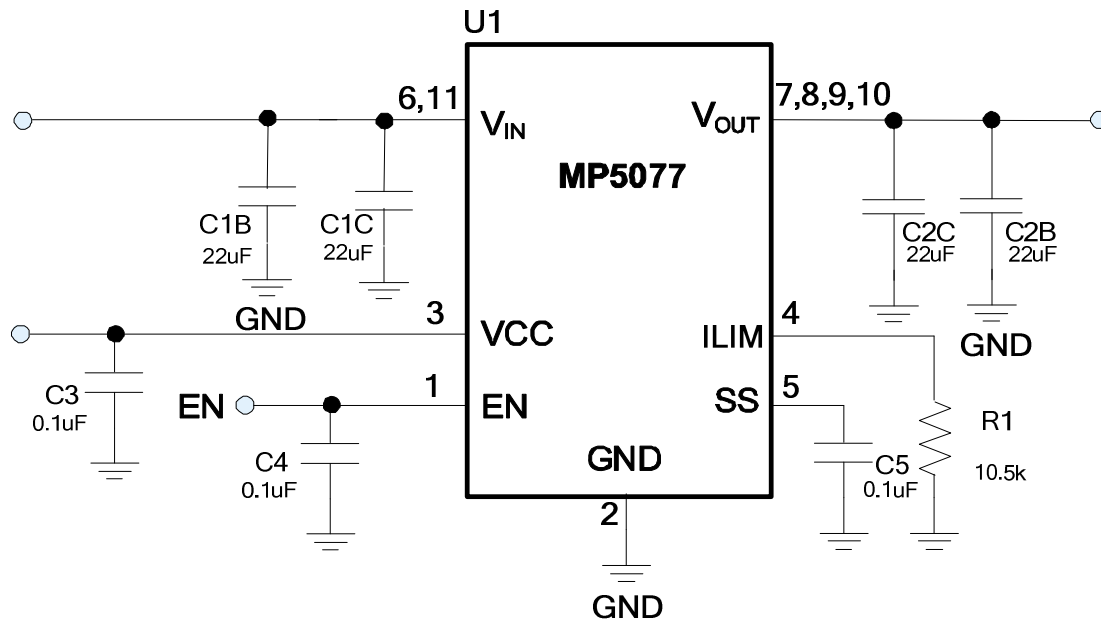 U1
6,11
VIN
VOUT
7,8,9,10
MP5077
C1B
22uF
C1C
22uF
C2C
22uF
C2B
22uF
GND
3
VCC
ILIM
4
GND
C3
0.1uF
EN
1
EN
SS
5
R1
10.5k
C4
0.1uF
GND
C5
0.1uF
2
GND